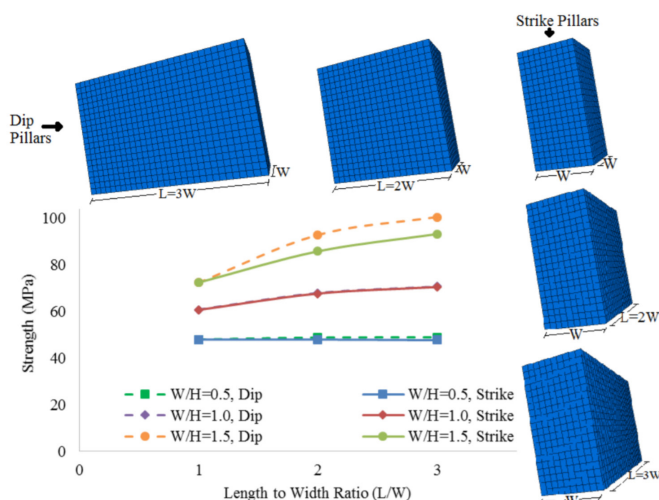 Strike Pillars
Dip
Pillars
L=3W
W
L=2W
W
W
W
100
80
60
40
20
0
Strength (MPa)
W/H=0.5, Dip
W/H=0.5, Strike
W/H=1.0, Dip
W/H=1.0, Strike
W/H=1.5, Dip
W/H=1.5, Strike
0
1
2
3
Length to Width Ratio (L/W)
W
L=2W
W
L=3W